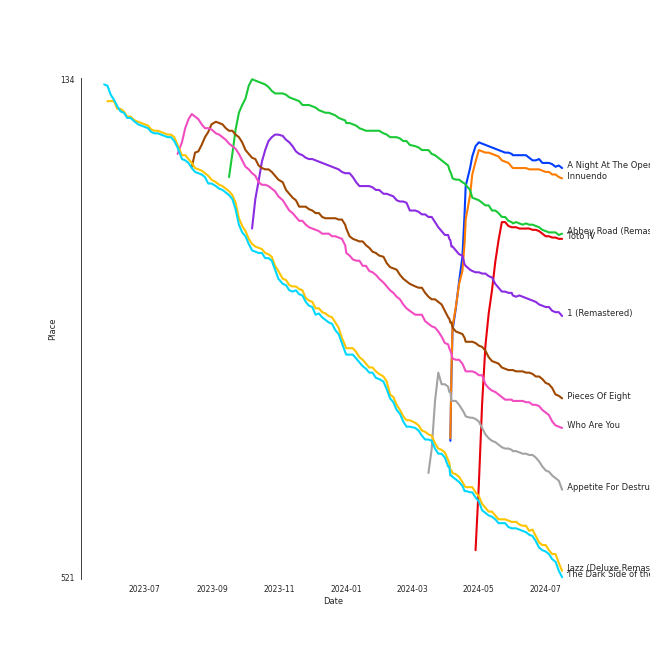 134
A Night At The Oper
Innuendo
Abbey Road (Remas
Toto IV
1 (Remastered)
Place
Pieces Of Eight
Who Are You
Appetite For Destru
Jazz (Deluxe Remas
The Dark Side of the
521
2023-07
2023-09
2023-11
2024-01
2024-03
2024-05
2024-07
Date